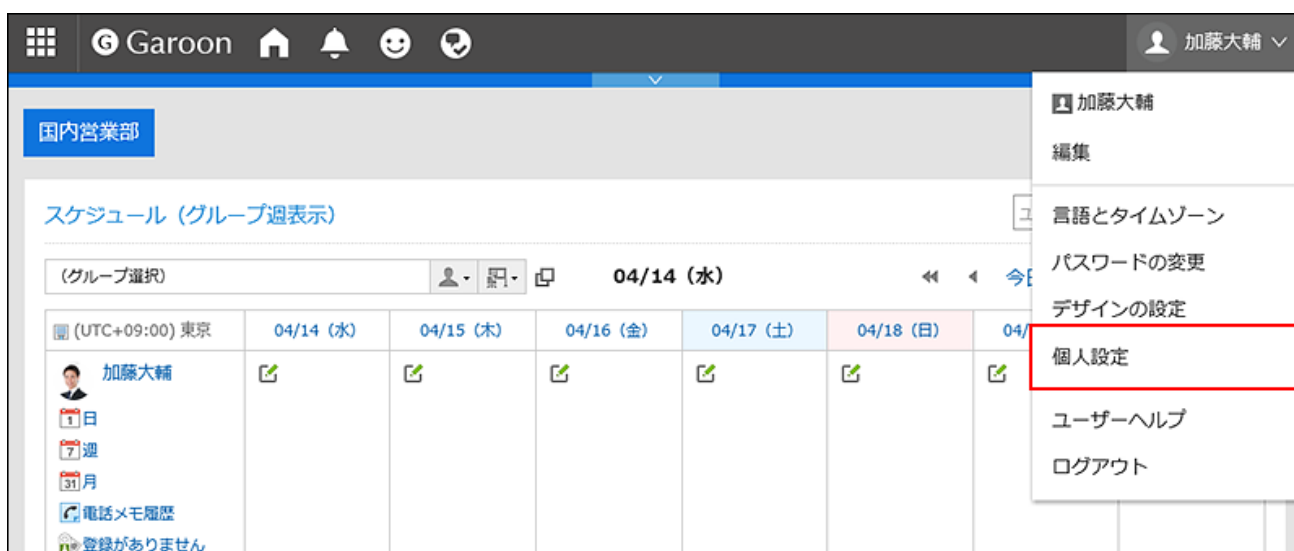 Garoon
加藤大輔
国内営業部
加藤大輔
編集
言語とタイムゾーン
パスワードの変更
デザインの設定
個人設定
ユーザーヘルプ
ログアウト
スケジュール（グループ週表示）
（グループ選択）
04/14（水）
今日
(UTC+09:00) 東京
04/14（水）
04/15（木）
04/16（金）
04/17（土）
04/18（日）
04/
加藤大輔
1 日
7 週
31 月
電話メモ履歴
登録がありません